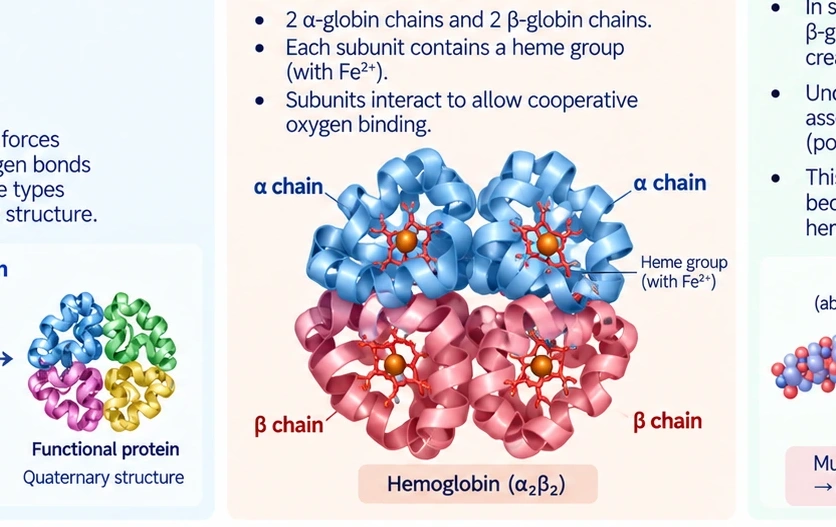 forces
gen bonds
e types
structure.
n
Functional protein
Quaternary structure
• 2 α-globin chains and 2 β-globin chains.
• Each subunit contains a heme group
(with Fe²⁺).
• Subunits interact to allow cooperative
oxygen binding.
α chain
α chain
Heme group
(with Fe²⁺)
β chain
β chain
Hemoglobin (α₂β₂)
• In s
β-g
crea
• Und
ass
(po
• This
bec
her
(ab
Mu
→